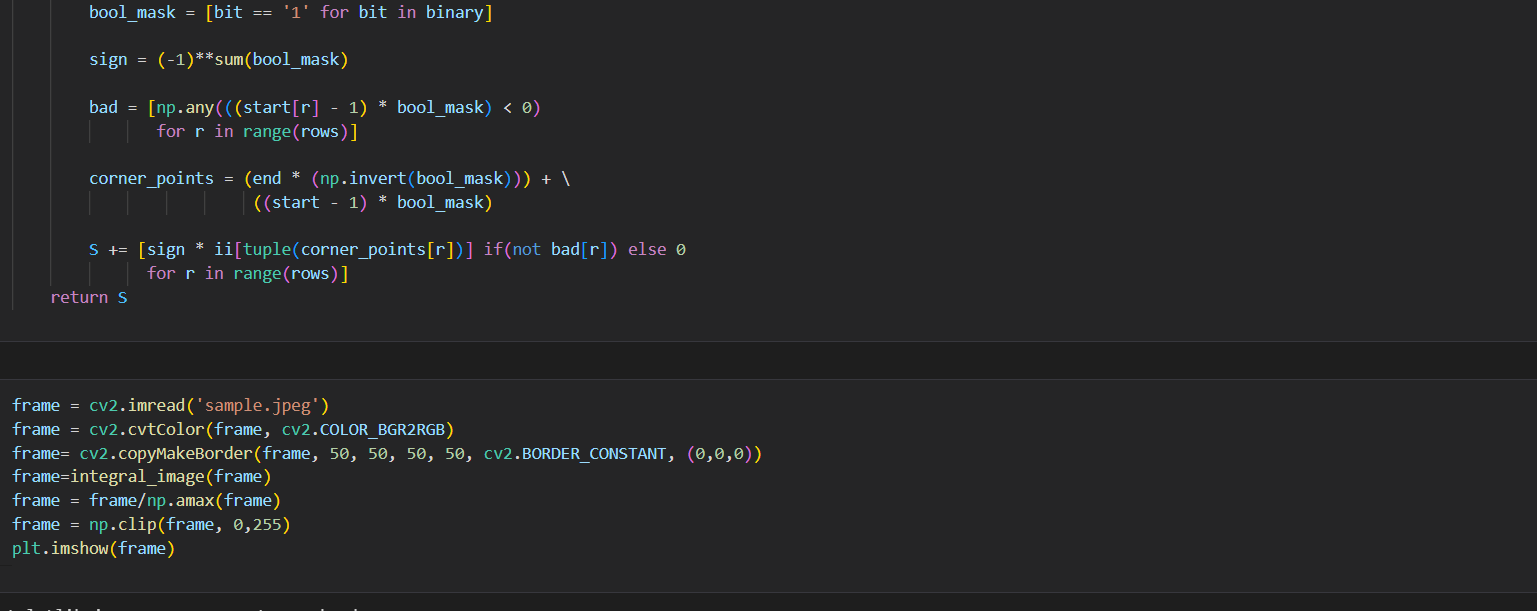 bool_mask = [bit == '1' for bit in binary]
sign = (-1)**sum(bool_mask)
bad = [np.any(((start[r] - 1) * bool_mask) < 0)
for r in range(rows)]
corner_points = (end * (np.invert(bool_mask))) + \
((start - 1) * bool_mask)
S += [sign * ii[tuple(corner_points[r])] if(not bad[r]) else 0
for r in range(rows)]
return S
frame = cv2.imread('sample.jpeg')
frame = cv2.cvtColor(frame, cv2.COLOR_BGR2RGB)
frame= cv2.copyMakeBorder(frame, 50, 50, 50, 50, cv2.BORDER_CONSTANT, (0,0,0))
frame=integral_image(frame)
frame = frame/np.amax(frame)
frame = np.clip(frame, 0,255)
plt.imshow(frame)